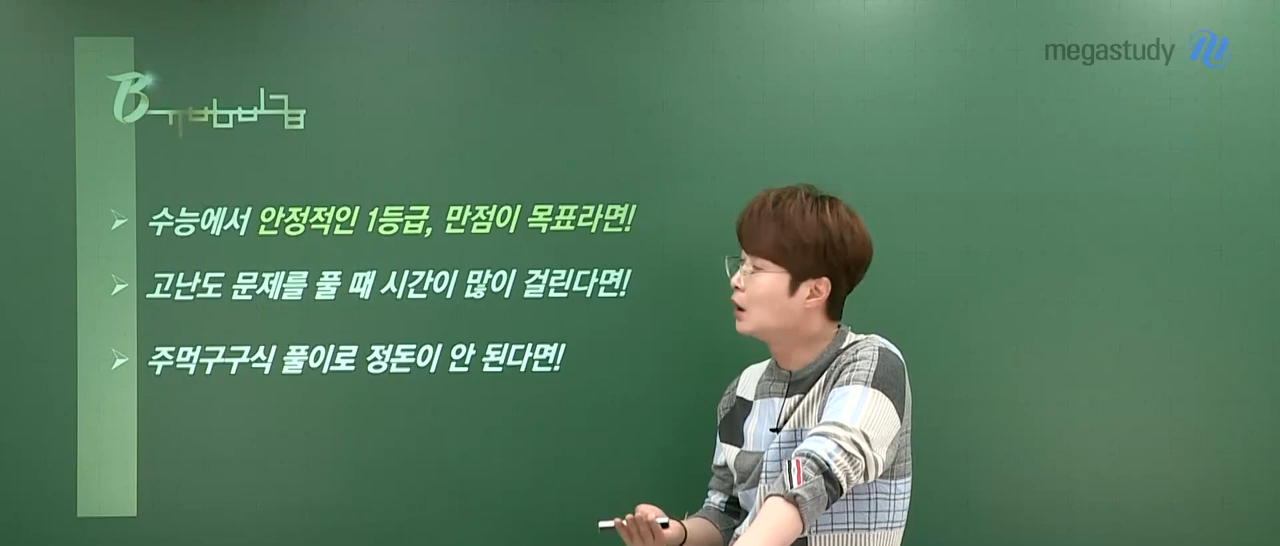 megastudy
수능에서 안정적인 1등급, 만점이 목표라면!
고난도 문제를 풀 때 시간이 많이 걸린다면!
주먹구구식 풀이로 정돈이 안 된다면!